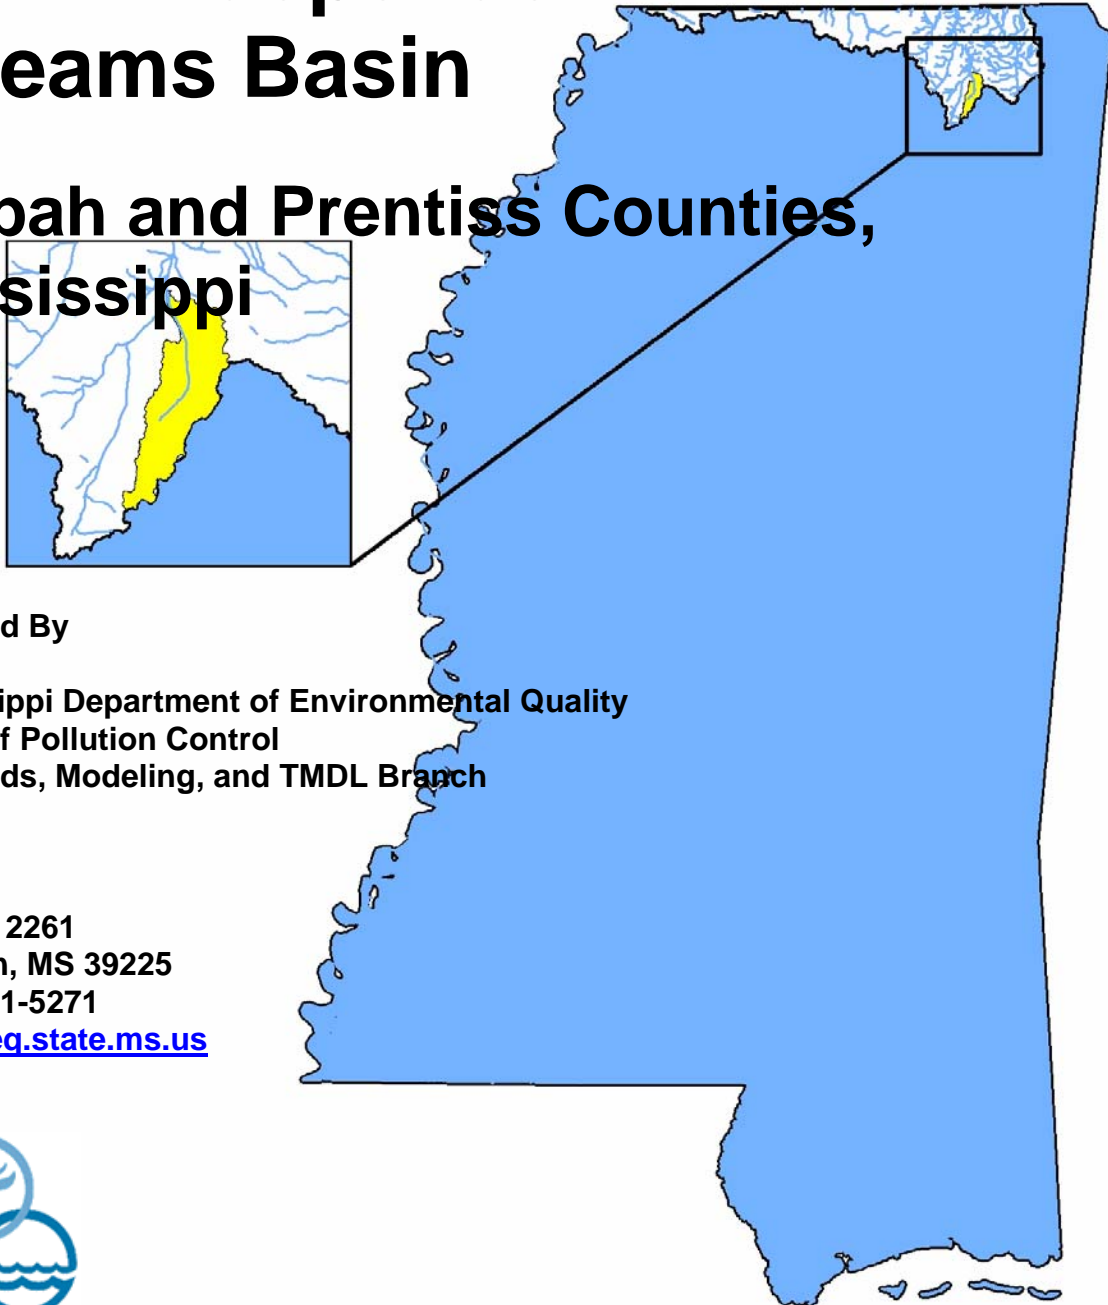 eams Basin
pah and Prentiss Counties,
sissippi
d By
ippi Department of Environmental Quality
f Pollution Control
ds, Modeling, and TMDL Branch
2261
n, MS 39225
1-5271
eq.state.ms.us